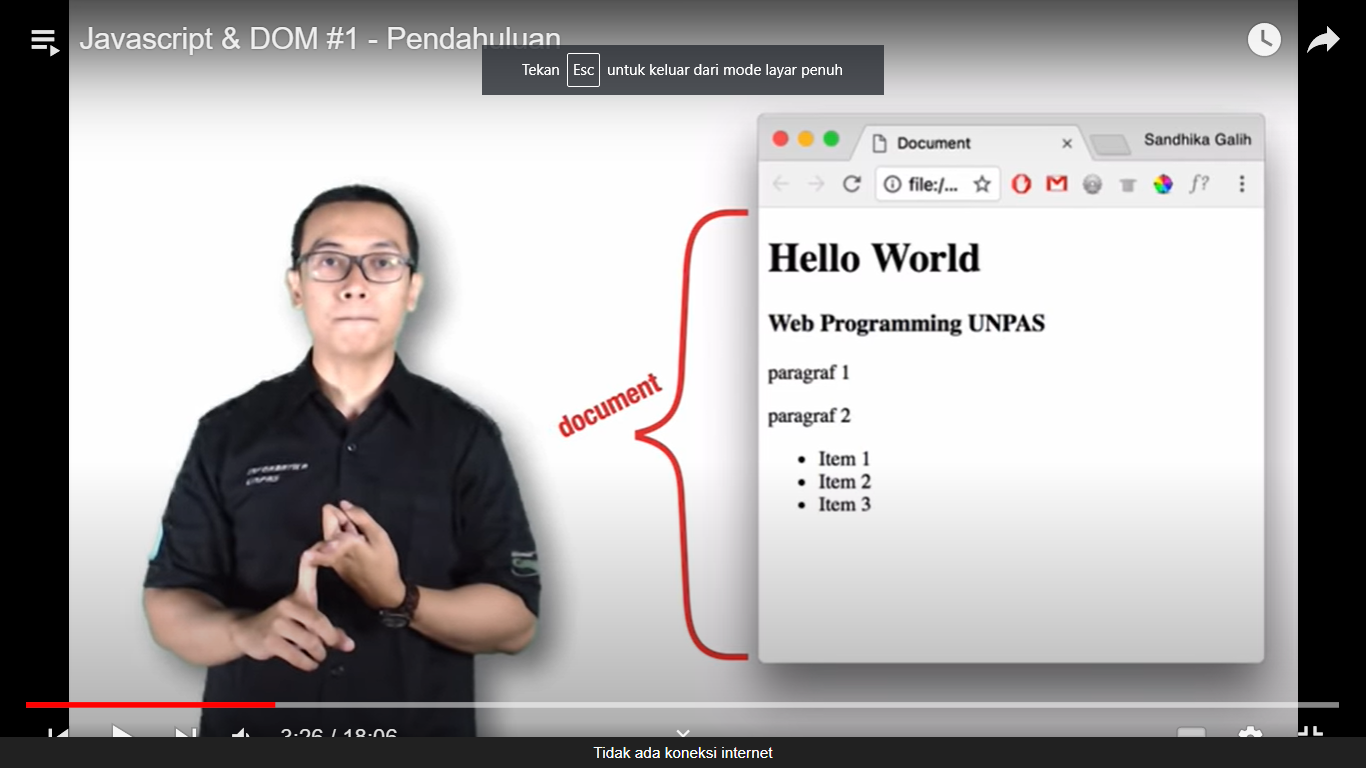 Javascript & DOM #1 - Pendahuluan
Tekan Esc untuk keluar dari mode layar penuh
Document
Sandhika Galih
file:/...
f?
Hello World
Web Programming UNPAS
paragraf 1
paragraf 2
• Item 1
• Item 2
• Item 3
document
INFORMATIKA
UNPAS
3:26 / 18:06
Tidak ada koneksi internet